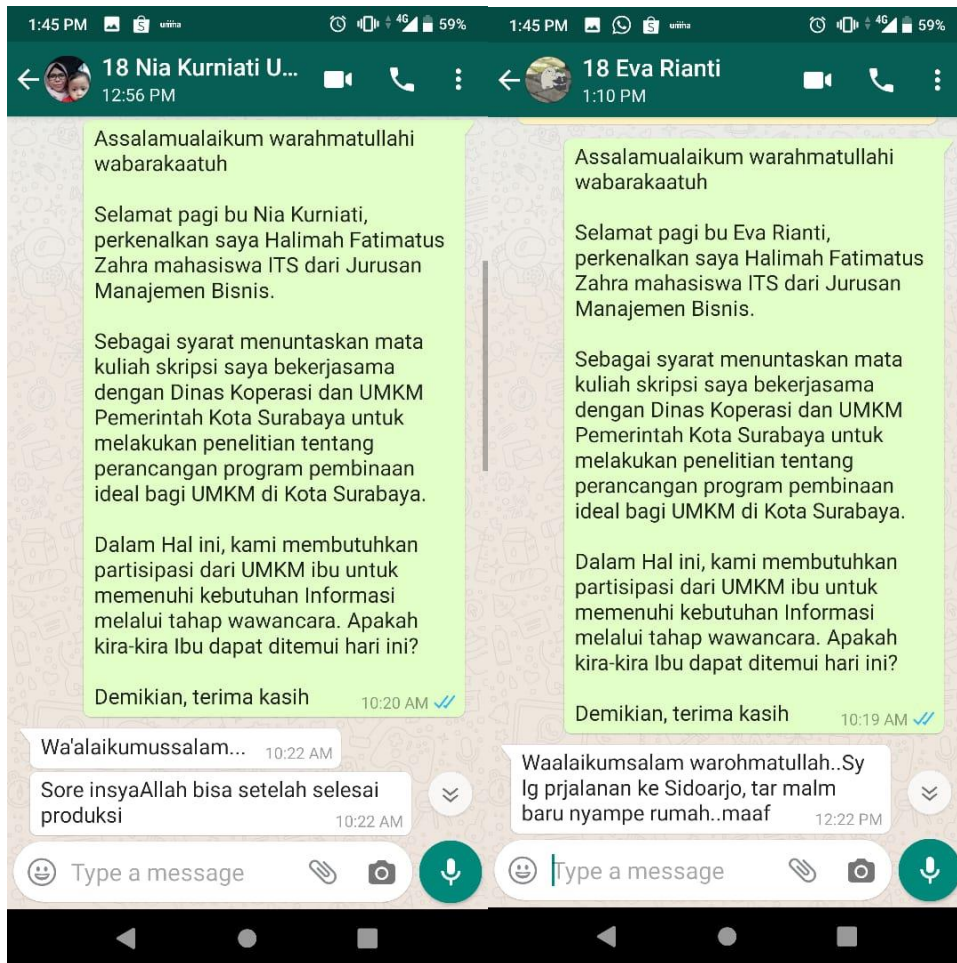 1:45 PM
4G 59%
18 Nia Kurniati U...
12:56 PM
Assalamualaikum warahmatullahi
wabarakaatuh
Selamat pagi bu Nia Kurniati,
perkenalkan saya Halimah Fatimatus
Zahra mahasiswa ITS dari Jurusan
Manajemen Bisnis.
Sebagai syarat menuntaskan mata
kuliah skripsi saya bekerjasama
dengan Dinas Koperasi dan UMKM
Pemerintah Kota Surabaya untuk
melakukan penelitian tentang
perancangan program pembinaan
ideal bagi UMKM di Kota Surabaya.
Dalam Hal ini, kami membutuhkan
partisipasi dari UMKM ibu untuk
memenuhi kebutuhan Informasi
melalui tahap wawancara. Apakah
kira-kira Ibu dapat ditemui hari ini?
Demikian, terima kasih
10:20 AM
Wa'alaikumussalam...
10:22 AM
Sore insyaAllah bisa setelah selesai
produksi
10:22 AM
Type a message
1:45 PM
4G 59%
18 Eva Rianti
1:10 PM
Assalamualaikum warahmatullahi
wabarakaatuh
Selamat pagi bu Eva Rianti,
perkenalkan saya Halimah Fatimatus
Zahra mahasiswa ITS dari Jurusan
Manajemen Bisnis.
Sebagai syarat menuntaskan mata
kuliah skripsi saya bekerjasama
dengan Dinas Koperasi dan UMKM
Pemerintah Kota Surabaya untuk
melakukan penelitian tentang
perancangan program pembinaan
ideal bagi UMKM di Kota Surabaya.
Dalam Hal ini, kami membutuhkan
partisipasi dari UMKM ibu untuk
memenuhi kebutuhan Informasi
melalui tahap wawancara. Apakah
kira-kira Ibu dapat ditemui hari ini?
Demikian, terima kasih
10:19 AM
Waalaikumsalam warohmatullah..Sy
lg prjalanan ke Sidoarjo, tar malm
baru nyampe rumah..maaf
12:22 PM
Type a message